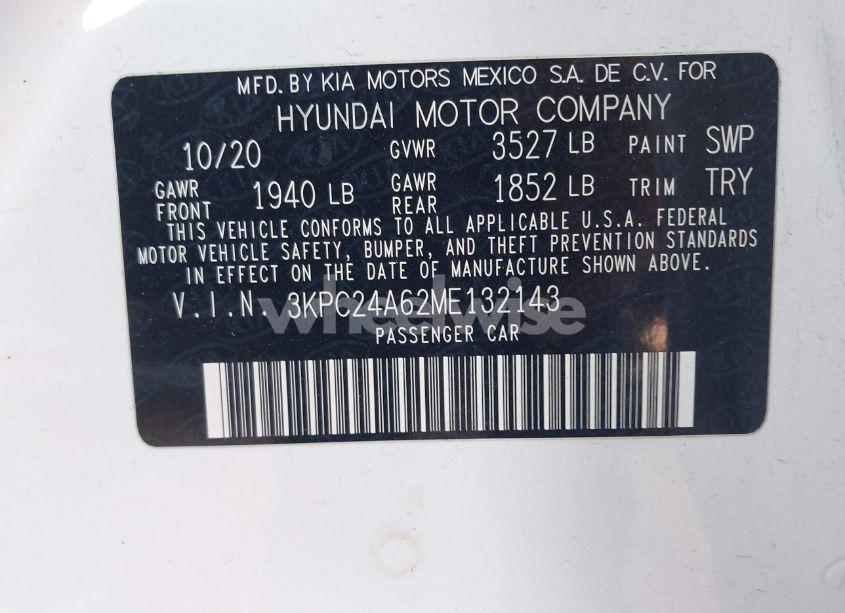 MFD. BY KIA MOTORS MEXICO S.A. DE C.V. FOR
HYUNDAI MOTOR COMPANY
10/20 GVWR 3527 LB PAINT SWP
GAWR FRONT 1940 LB GAWR REAR 1852 LB TRIM TRY
THIS VEHICLE CONFORMS TO ALL APPLICABLE U.S.A. FEDERAL
MOTOR VEHICLE SAFETY, BUMPER, AND THEFT PREVENTION STANDARDS
IN EFFECT ON THE DATE OF MANUFACTURE SHOWN ABOVE.
V.I.N. 3KPC24A62ME132143
wheelwise
PASSENGER CAR